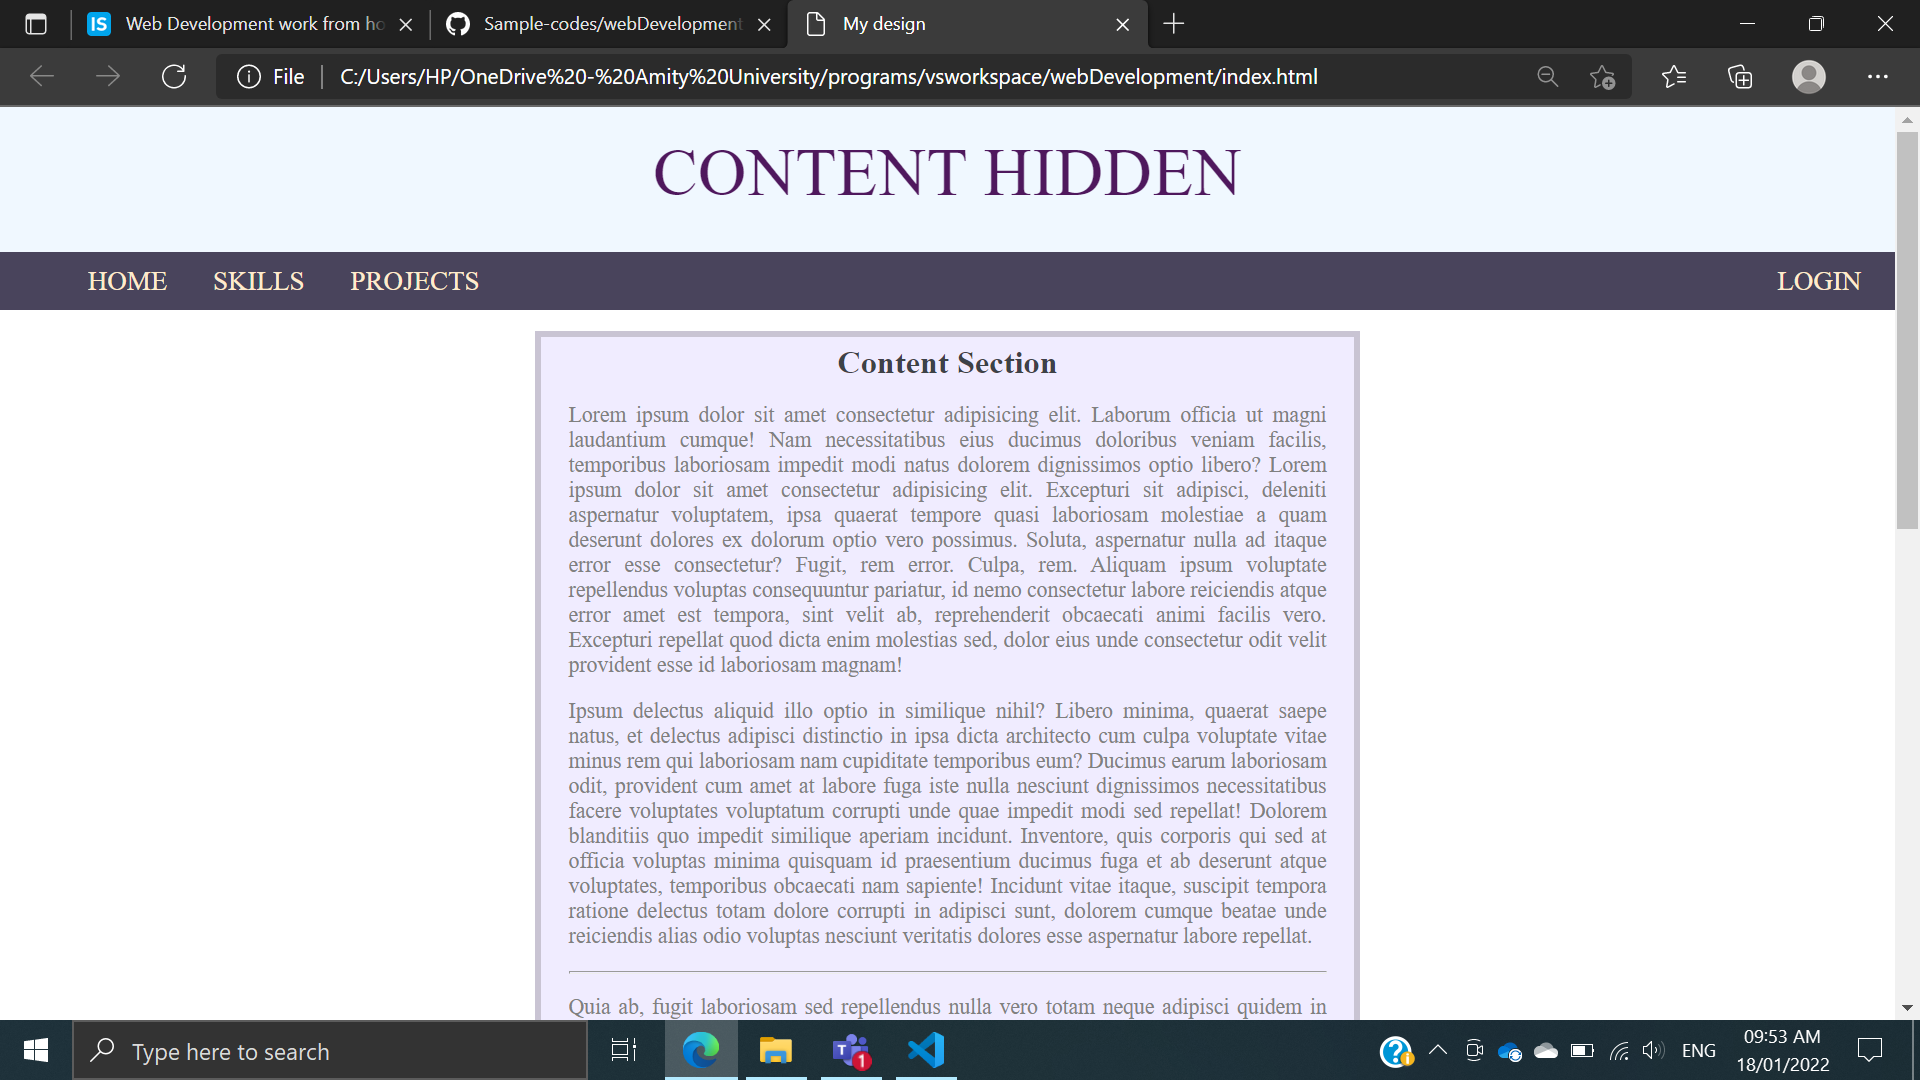 IS Web Development work from ho
Sample-codes/webDevelopment
My design
File
C:/Users/HP/OneDrive%20-%20Amity%20University/programs/vsworkspace/webDevelopment/index.html
CONTENT HIDDEN
HOME SKILLS PROJECTS LOGIN
Content Section
Lorem ipsum dolor sit amet consectetur adipisicing elit. Laborum officia ut magni
laudantium cumque! Nam necessitatibus eius ducimus doloribus veniam facilis,
temporibus laboriosam impedit modi natus dolorem dignissimos optio libero? Lorem
ipsum dolor sit amet consectetur adipisicing elit. Excepturi sit adipisci, deleniti
aspernatur voluptatem, ipsa quaerat tempore quasi laboriosam molestiae a quam
deserunt dolores ex dolorum optio vero possimus. Soluta, aspernatur nulla ad itaque
error esse consectetur? Fugit, rem error. Culpa, rem. Aliquam ipsum voluptate
repellendus voluptas consequuntur pariatur, id nemo consectetur labore reiciendis atque
error amet est tempora, sint velit ab, reprehenderit obcaecati animi facilis vero.
Excepturi repellat quod dicta enim molestias sed, dolor eius unde consectetur odit velit
provident esse id laboriosam magnam!
Ipsum delectus aliquid illo optio in similique nihil? Libero minima, quaerat saepe
natus, et delectus adipisci distinctio in ipsa dicta architecto cum culpa voluptate vitae
minus rem qui laboriosam nam cupiditate temporibus eum? Ducimus earum laboriosam
odit, provident cum amet at labore fuga iste nulla nesciunt dignissimos necessitatibus
facere voluptates voluptatum corrupti unde quae impedit modi sed repellat! Dolorem
blanditiis quo impedit similique aperiam incidunt. Inventore, quis corporis qui sed at
officia voluptas minima quisquam id praesentium ducimus fuga et ab deserunt atque
voluptates, temporibus obcaecati nam sapiente! Incidunt vitae itaque, suscipit tempora
ratione delectus totam dolore corrupti in adipisci sunt, dolorem cumque beatae unde
reiciendis alias odio voluptas nesciunt veritatis dolores esse aspernatur labore repellat.
Quia ab, fugit laboriosam sed repellendus nulla vero totam neque adipisci quidem in
Type here to search
T 1
ENG
09:53 AM
18/01/2022